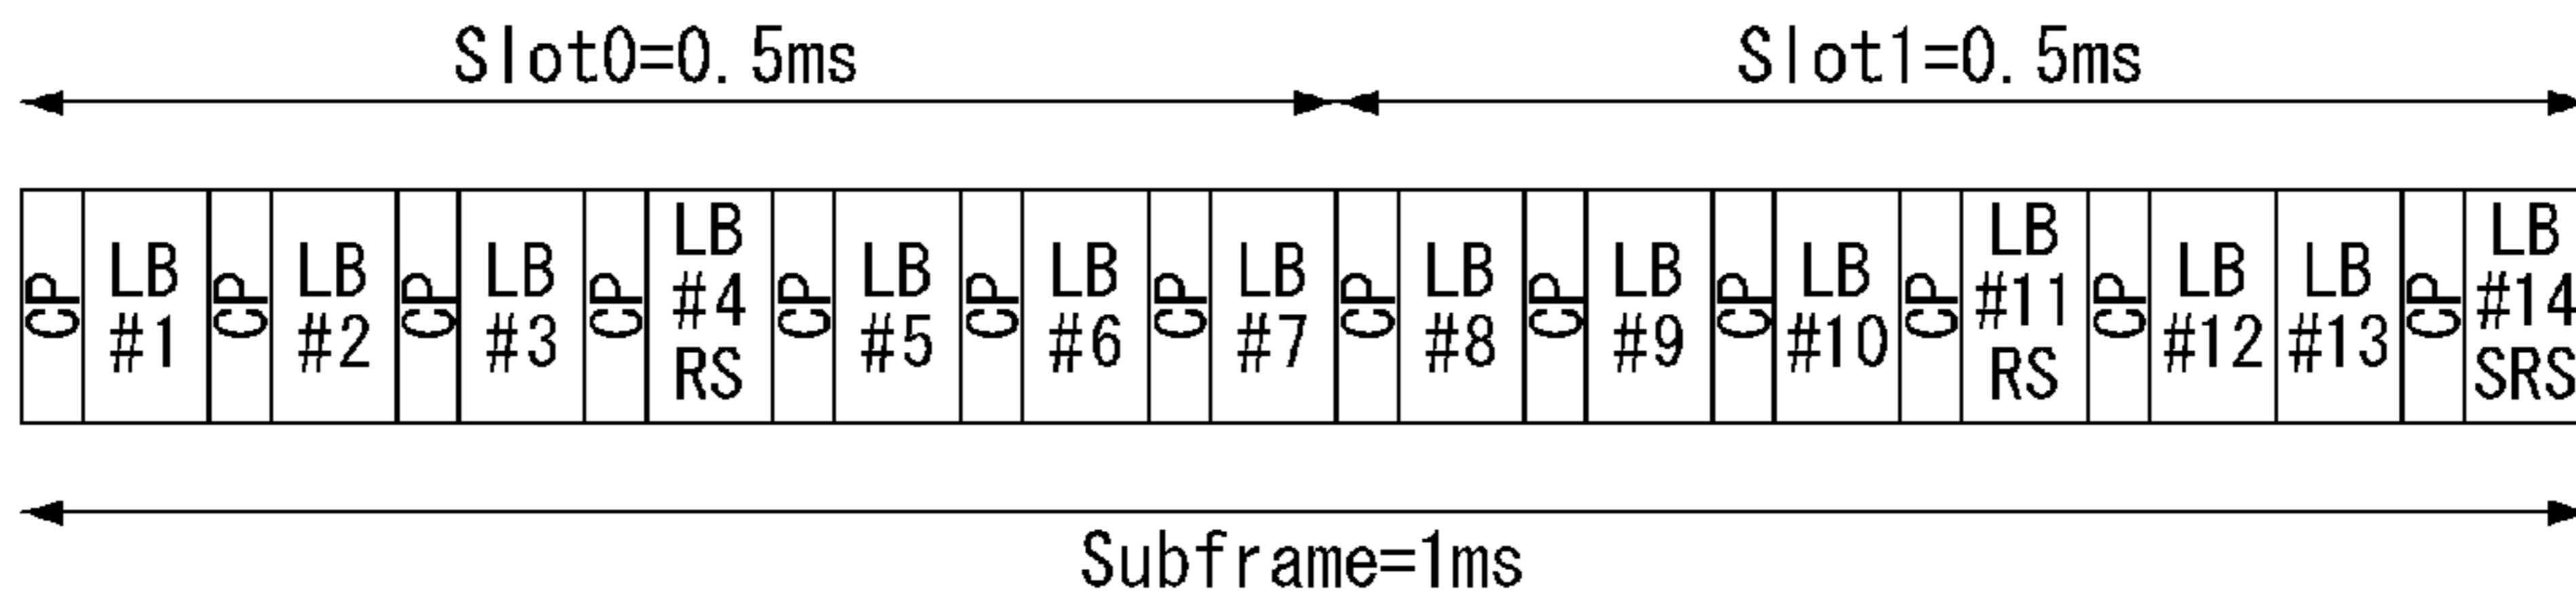 Slot0=0.5ms
Slot1=0.5ms
CP
LB
#1
CP
LB
#2
CP
LB
#3
CP
LB
#4
RS
CP
LB
#5
CP
LB
#6
CP
LB
#7
CP
LB
#8
CP
LB
#9
CP
LB
#10
CP
LB
#11
RS
CP
LB
#12
LB
#13
CP
LB
#14
SRS
Subframe=1ms